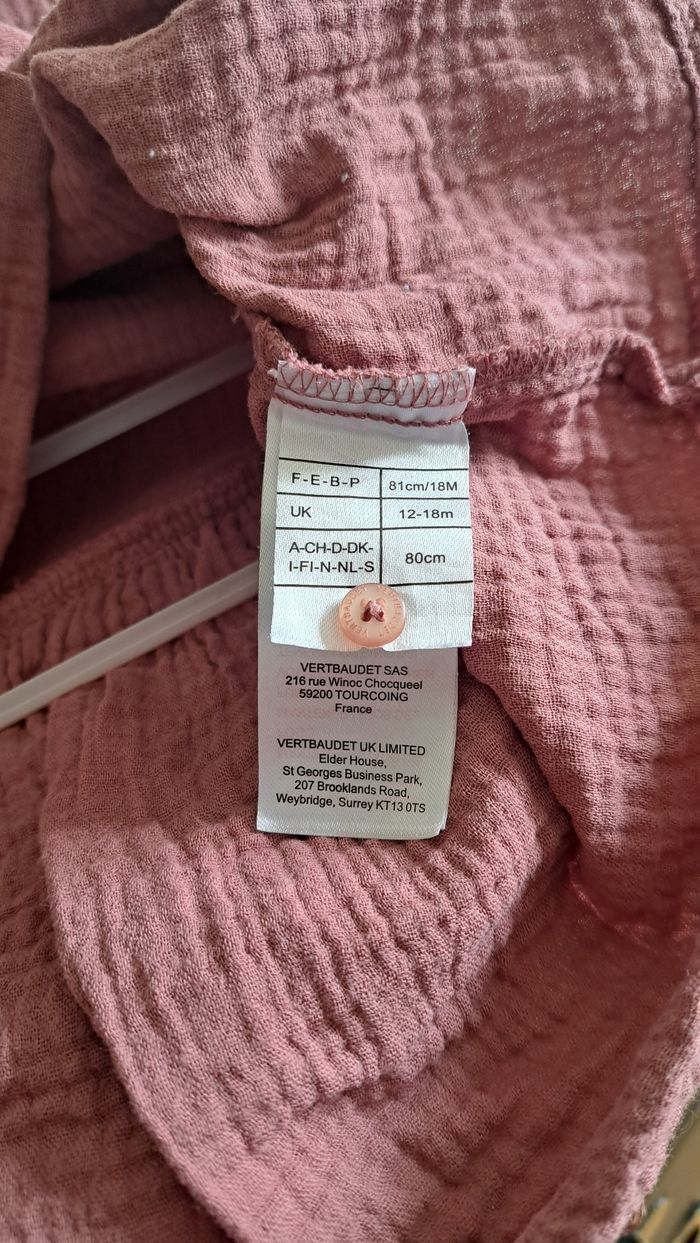 F-E-B-P 81cm/18M
UK 12-18m
A-CH-D-DK-
I-FI-N-NL-S 80cm
VERTBAUDET
VERTBAUDET SAS
216 rue Winoc Chocqueel
59200 TOURCOING
France
VERTBAUDET UK LIMITED
Elder House,
St Georges Business Park,
207 Brooklands Road,
Weybridge, Surrey KT13 0TS